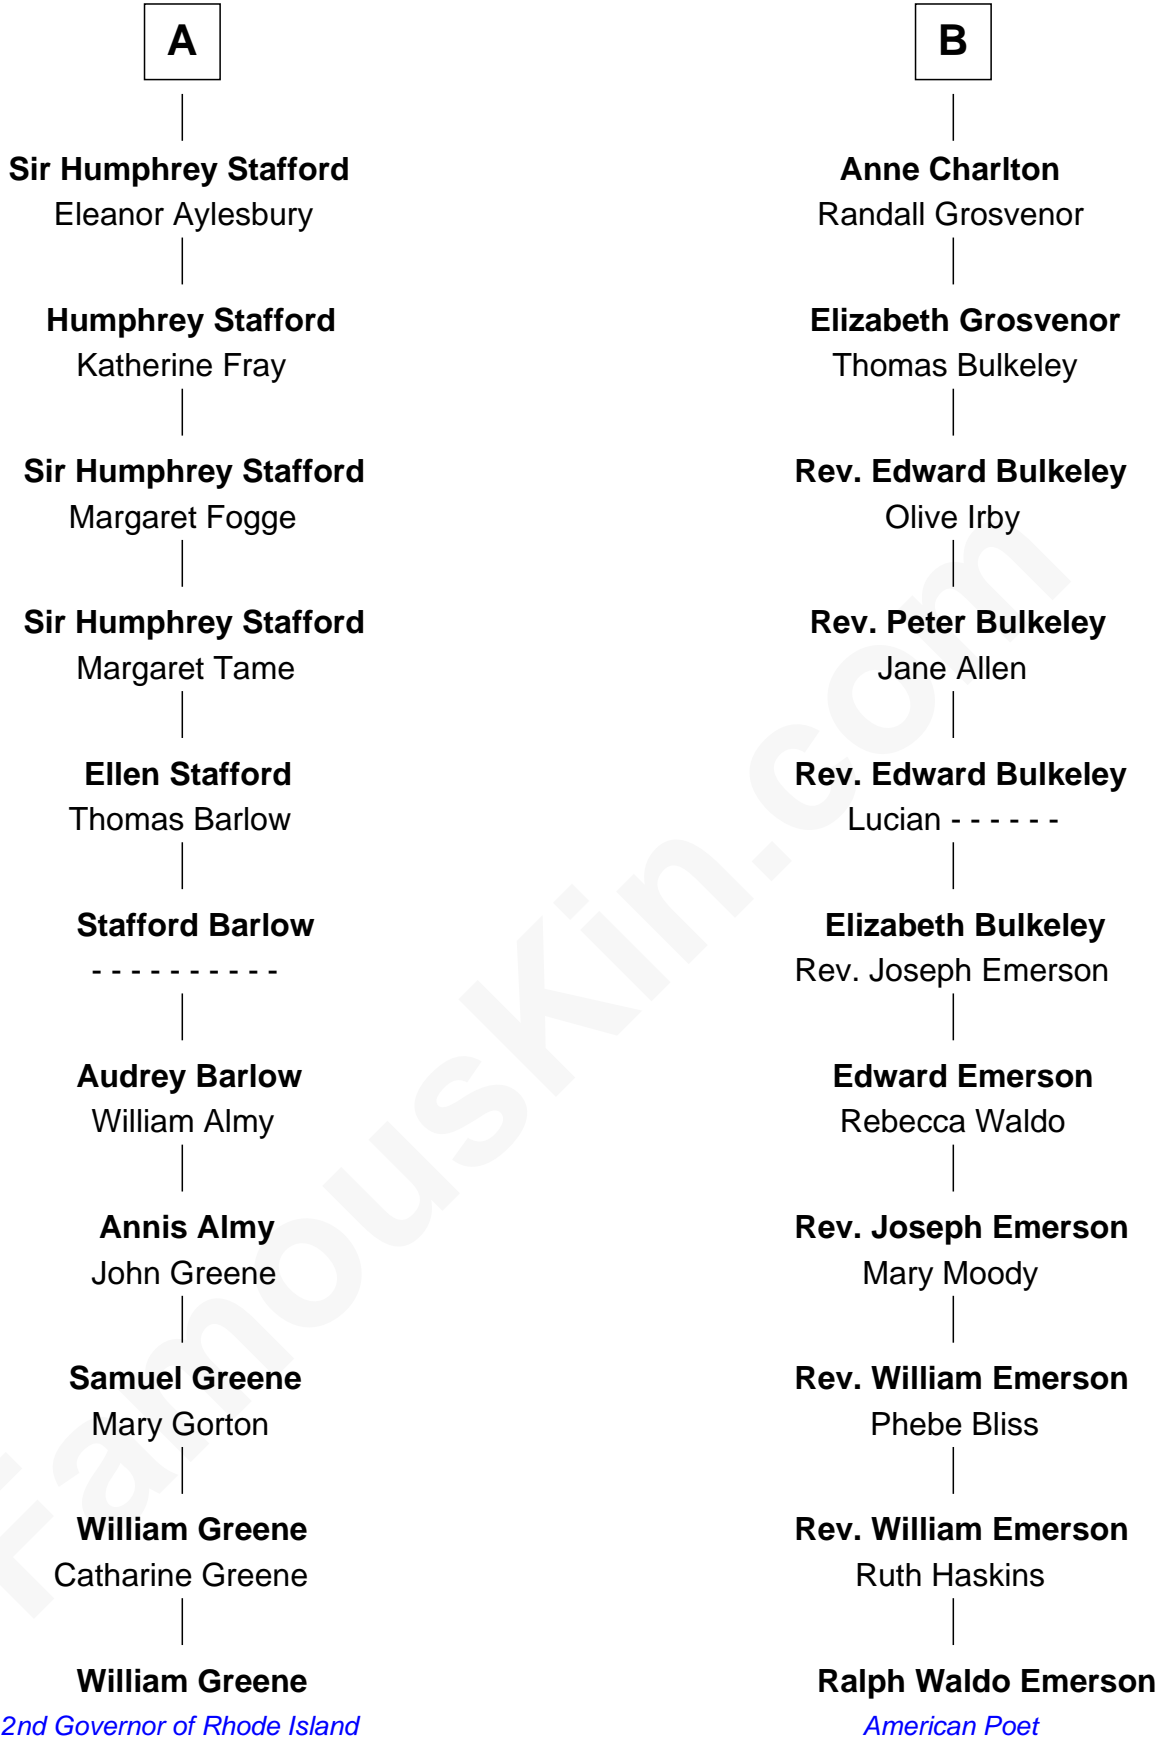 A
Sir Humphrey Stafford
Eleanor Aylesbury
Humphrey Stafford
Katherine Fray
Sir Humphrey Stafford
Margaret Fogge
Sir Humphrey Stafford
Margaret Tame
Ellen Stafford
Thomas Barlow
Stafford Barlow
- - - - - - - - - -
Audrey Barlow
William Almy
Annis Almy
John Greene
Samuel Greene
Mary Gorton
William Greene
Catharine Greene
William Greene
2nd Governor of Rhode Island
B
Anne Charlton
Randall Grosvenor
Elizabeth Grosvenor
Thomas Bulkeley
Rev. Edward Bulkeley
Olive Irby
Rev. Peter Bulkeley
Jane Allen
Rev. Edward Bulkeley
Lucian - - - - - -
Elizabeth Bulkeley
Rev. Joseph Emerson
Edward Emerson
Rebecca Waldo
Rev. Joseph Emerson
Mary Moody
Rev. William Emerson
Phebe Bliss
Rev. William Emerson
Ruth Haskins
Ralph Waldo Emerson
American Poet
FamousKin.com